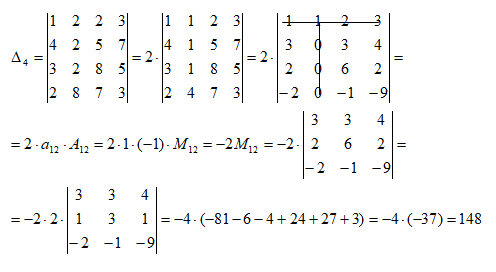 Δ₄ = |1 2 2 3; 4 2 5 7; 3 2 8 5; 2 8 7 3| = 2· |1 1 2 3; 4 1 5 7; 3 1 8 5; 2 4 7 3| = 2· |1 1 2 3; 3 0 3 4; 2 0 6 2; −2 0 −1 −9| =
= 2·a₁₂·A₁₂ = 2·1·(−1)·M₁₂ = −2M₁₂ = −2· |3 3 4; 2 6 2; −2 −1 −9| =
= −2·2· |3 3 4; 1 3 1; −2 −1 −9| = −4·(−81−6−4+24+27+3) = −4·(−37) = 148